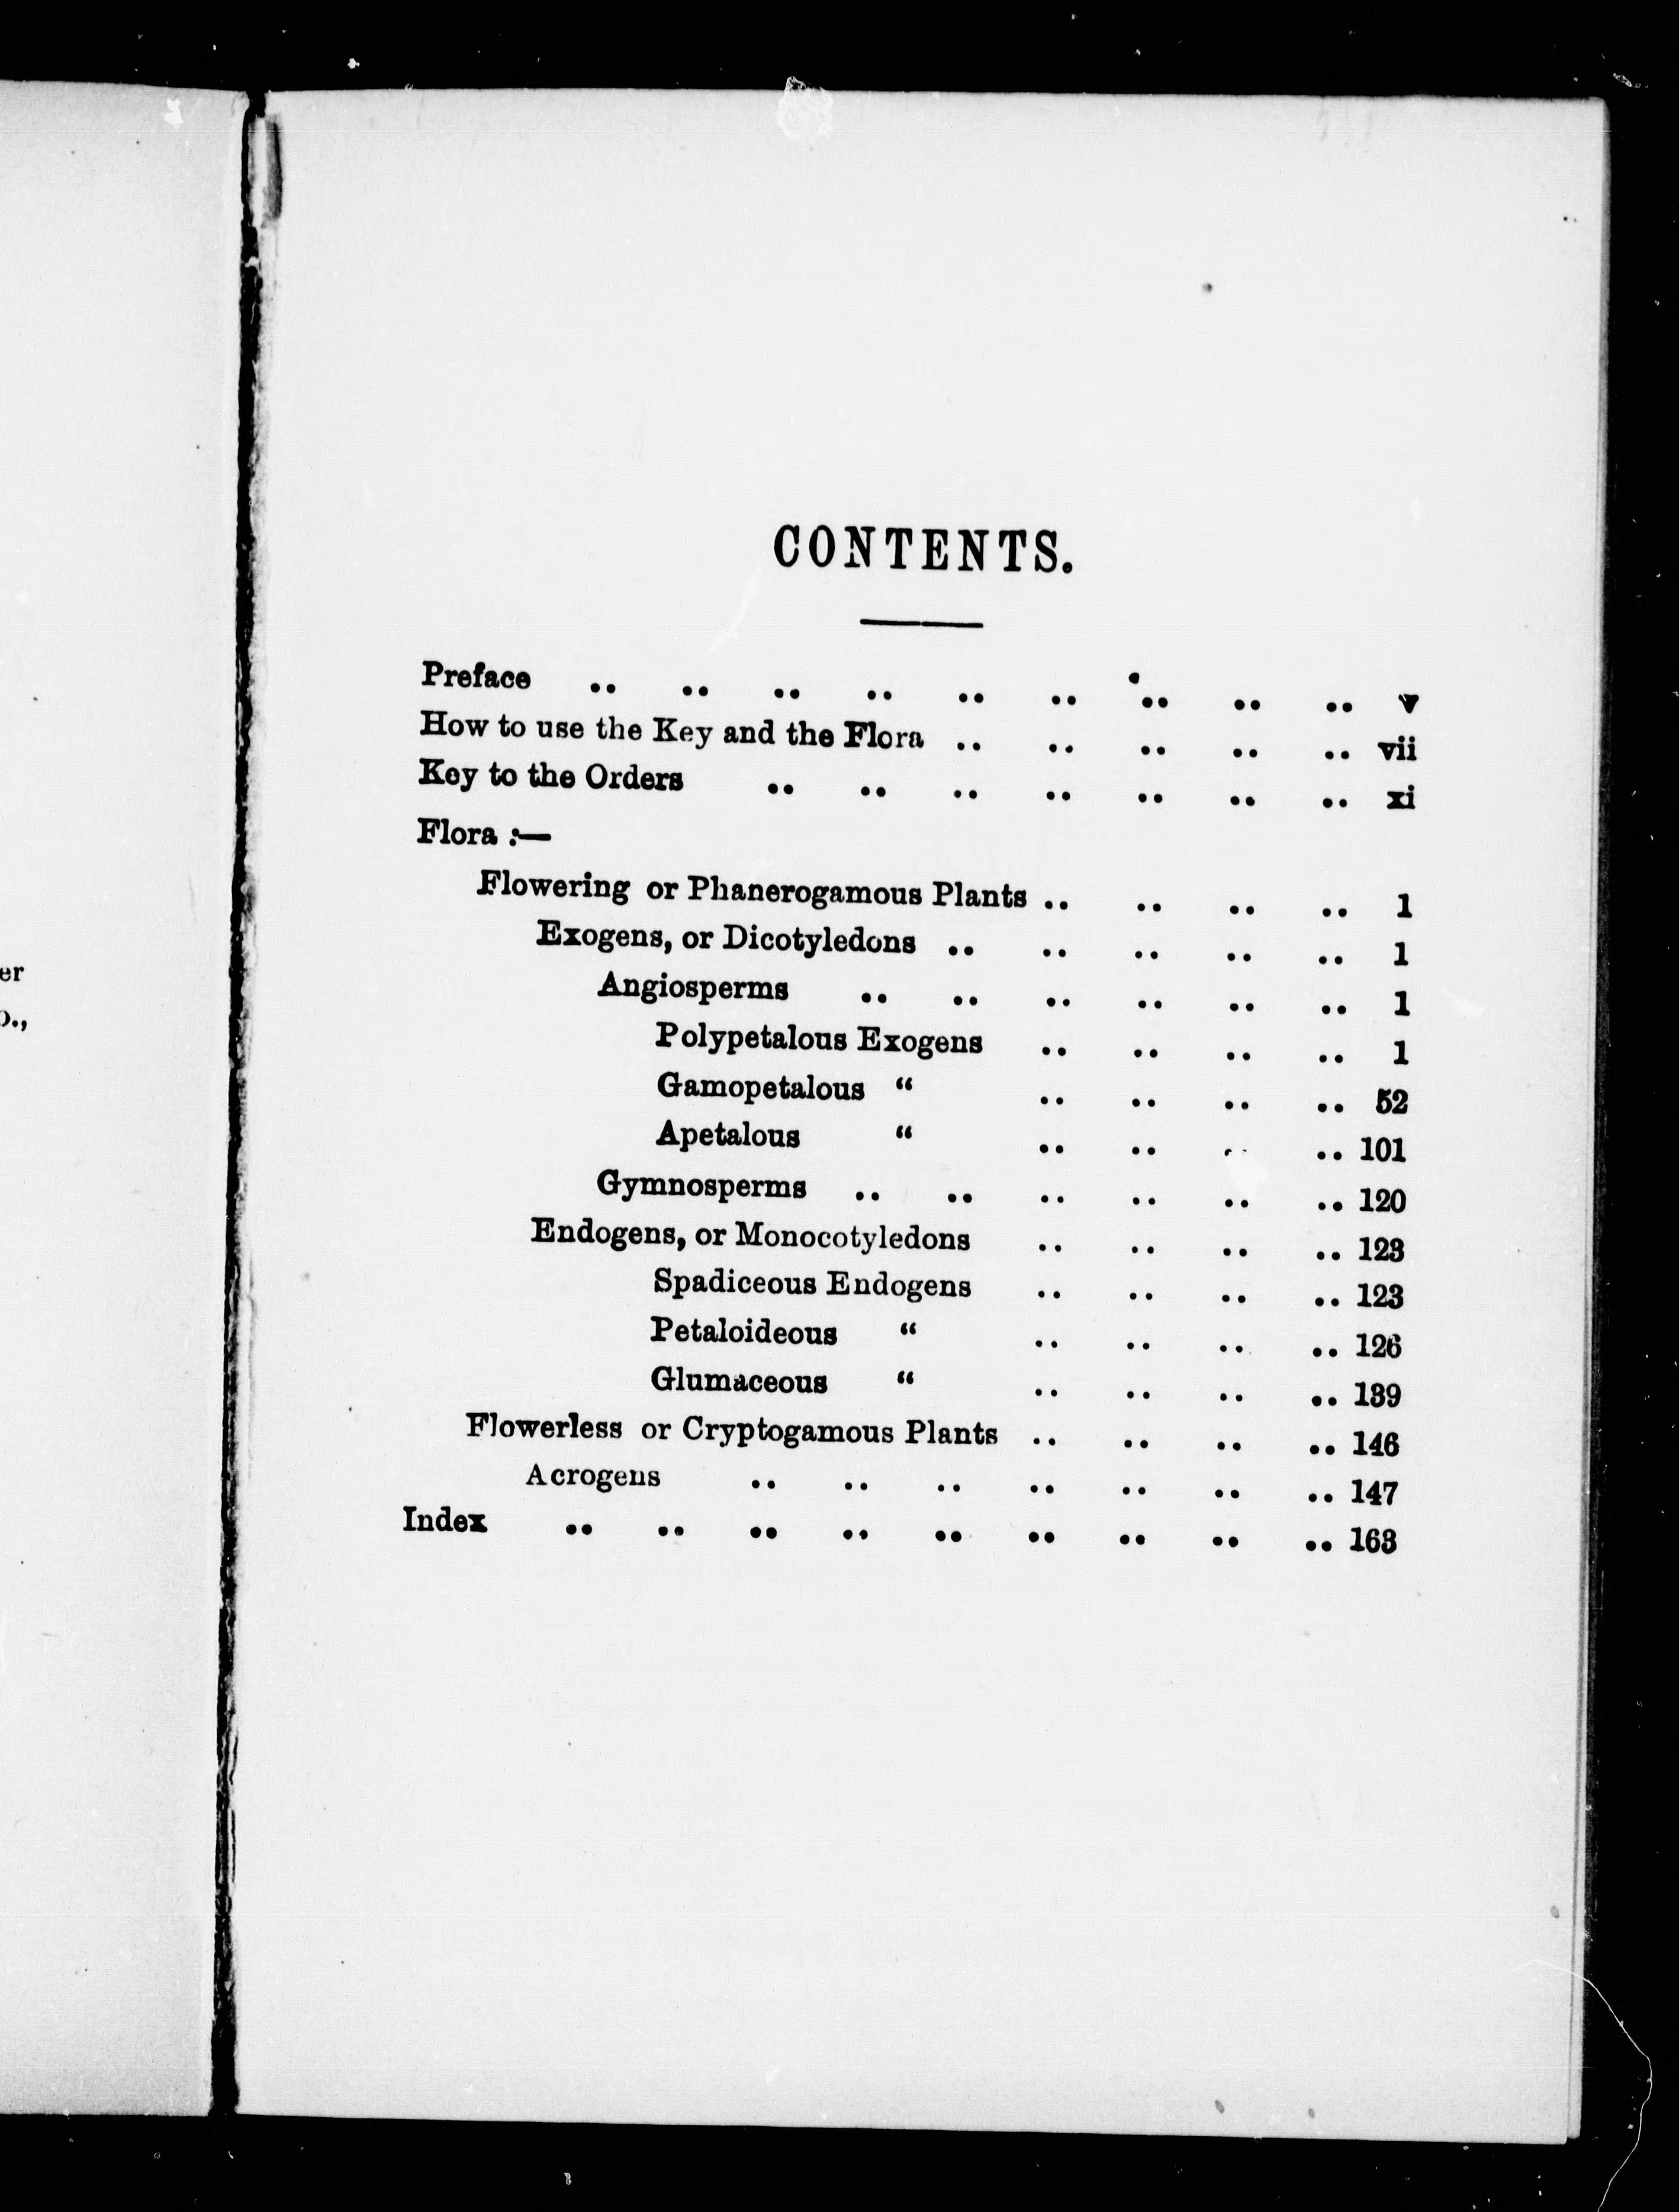 er
o.,
CONTENTS.
Preface .. .. .. .. .. .. .. .. .. v
How to use the Key and the Flora .. .. .. .. .. vii
Key to the Orders .. .. .. .. .. .. .. xi
Flora :—
Flowering or Phanerogamous Plants .. .. .. .. 1
Exogens, or Dicotyledons .. .. .. .. .. 1
Angiosperms .. .. .. .. .. .. 1
Polypetalous Exogens .. .. .. .. 1
Gamopetalous “ .. .. .. .. 52
Apetalous “ .. .. .. .. 101
Gymnosperms .. .. .. .. .. .. 120
Endogens, or Monocotyledons .. .. .. .. 123
Spadiceous Endogens .. .. .. .. 123
Petaloideous “ .. .. .. .. 126
Glumaceous “ .. .. .. .. 139
Flowerless or Cryptogamous Plants .. .. .. .. 146
Acrogens .. .. .. .. .. .. .. 147
Index .. .. .. .. .. .. .. .. .. 163